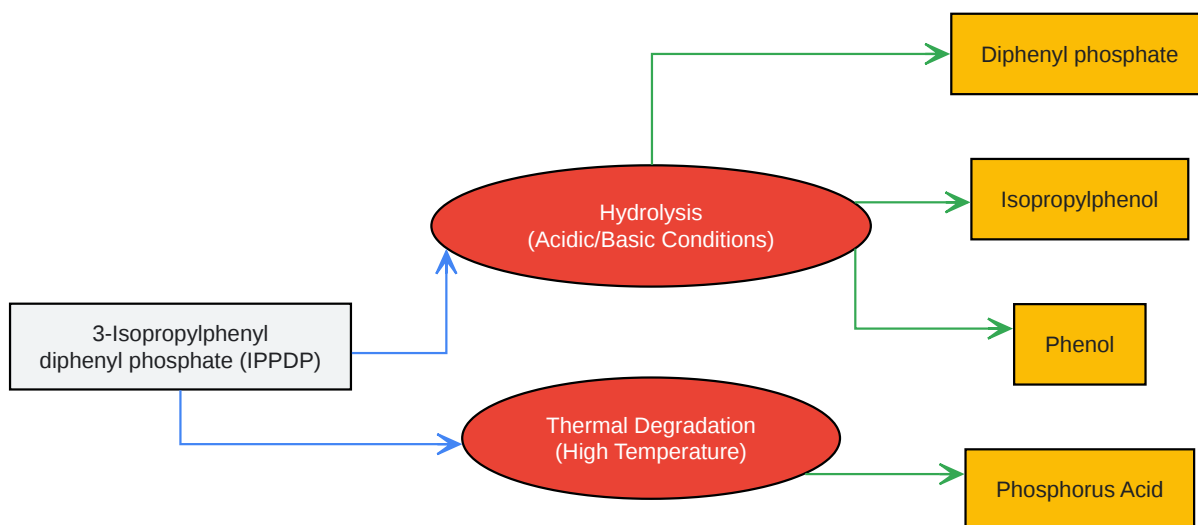 Diphenyl phosphate
Hydrolysis
(Acidic/Basic Conditions)
Isopropylphenol
3-Isopropylphenyl
diphenyl phosphate (IPPDP)
Phenol
Thermal Degradation
(High Temperature)
Phosphorus Acid